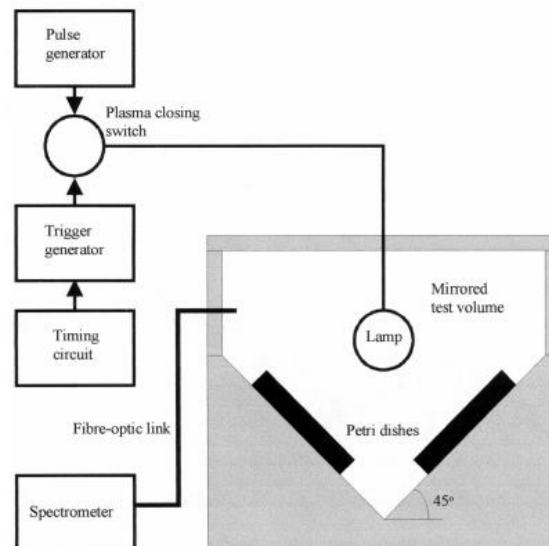 Pulse
generator
Plasma closing
switch
Trigger
generator
Mirrored
test volume
Timing
circuit
Lamp
Fibre-optic link
Petri dishes
Spectrometer
45º